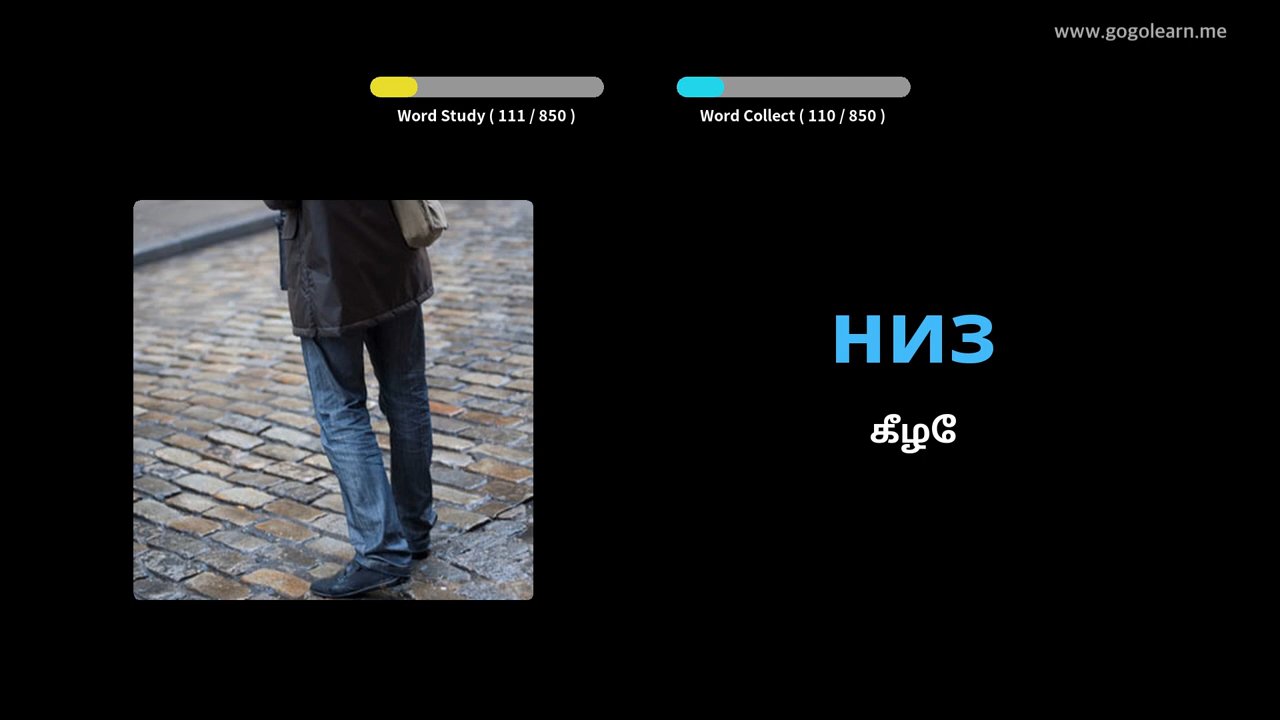 www.gogolearn.me
Word Study ( 111 / 850 )
Word Collect ( 110 / 850 )
низ
கீழே